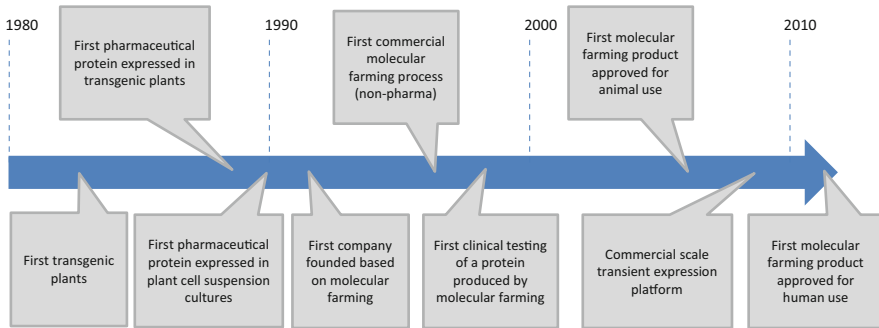 1980
1990
2000
2010
First pharmaceutical
protein expressed in
transgenic plants
First commercial
molecular
farming process
(non-pharma)
First molecular
farming product
approved for
animal use
First transgenic
plants
First pharmaceutical
protein expressed in
plant cell suspension
cultures
First company
founded based
on molecular
farming
First clinical testing
of a protein
produced by
molecular farming
Commercial scale
transient expression
platform
First molecular
farming product
approved for
human use